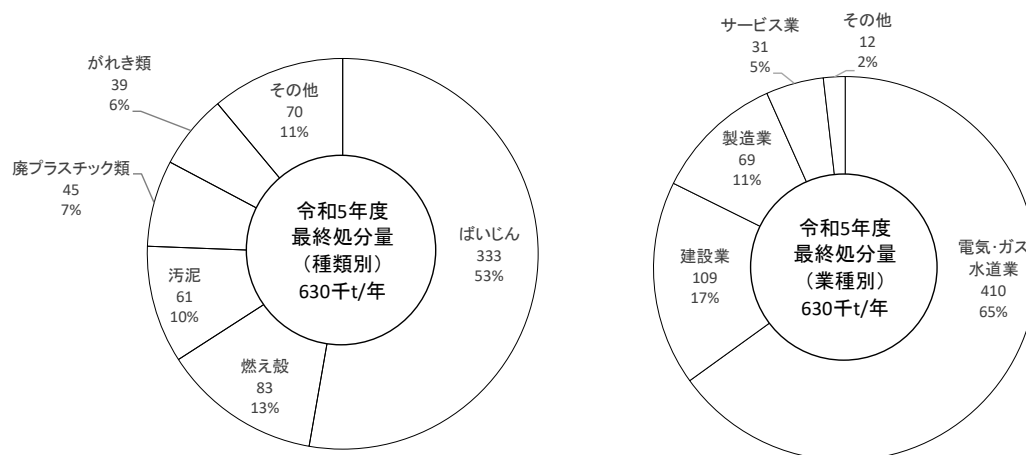 がれき類
39
6%
その他
70
11%
廃プラスチック類
45
7%
汚泥
61
10%
燃え殻
83
13%
ばいじん
333
53%
令和5年度
最終処分量
（種類別）
630千t/年
サービス業
31
5%
その他
12
2%
製造業
69
11%
建設業
109
17%
電気・ガス
水道業
410
65%
令和5年度
最終処分量
（業種別）
630千t/年